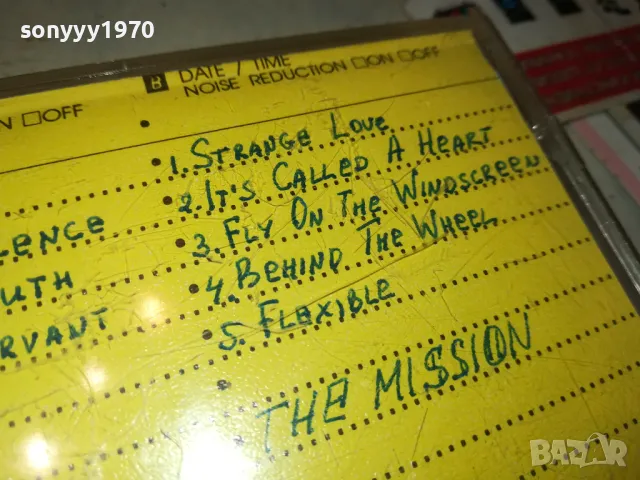 sonyyy1970
B DATE / TIME
NOISE REDUCTION □ON □OFF
N □OFF
1. STRANGE LOVE
2. IT'S CALLED A HEART
3. FLY ON THE WINDSCREEN
4. BEHIND THE WHEEL
5. FLEXIBLE
LENCE
UTH
RVANT
THE MISSION
BAZAR